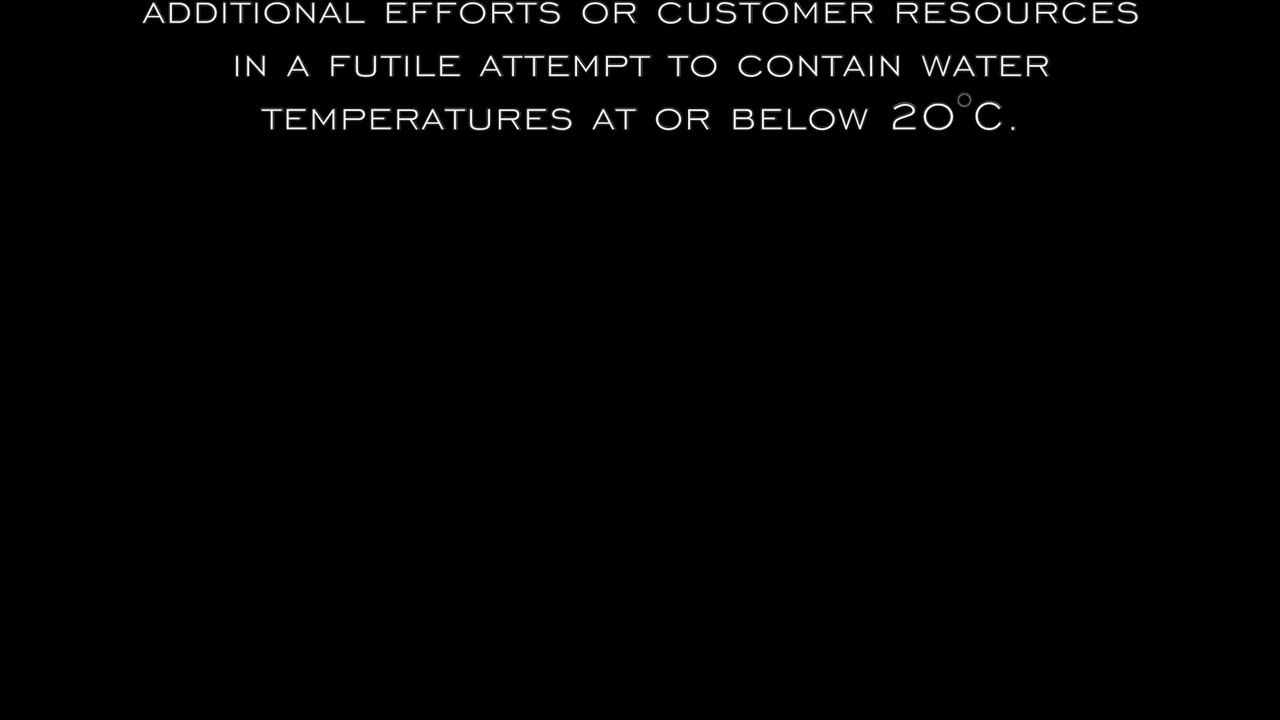 ADDITIONAL EFFORTS OR CUSTOMER RESOURCES
IN A FUTILE ATTEMPT TO CONTAIN WATER
TEMPERATURES AT OR BELOW 20°C.